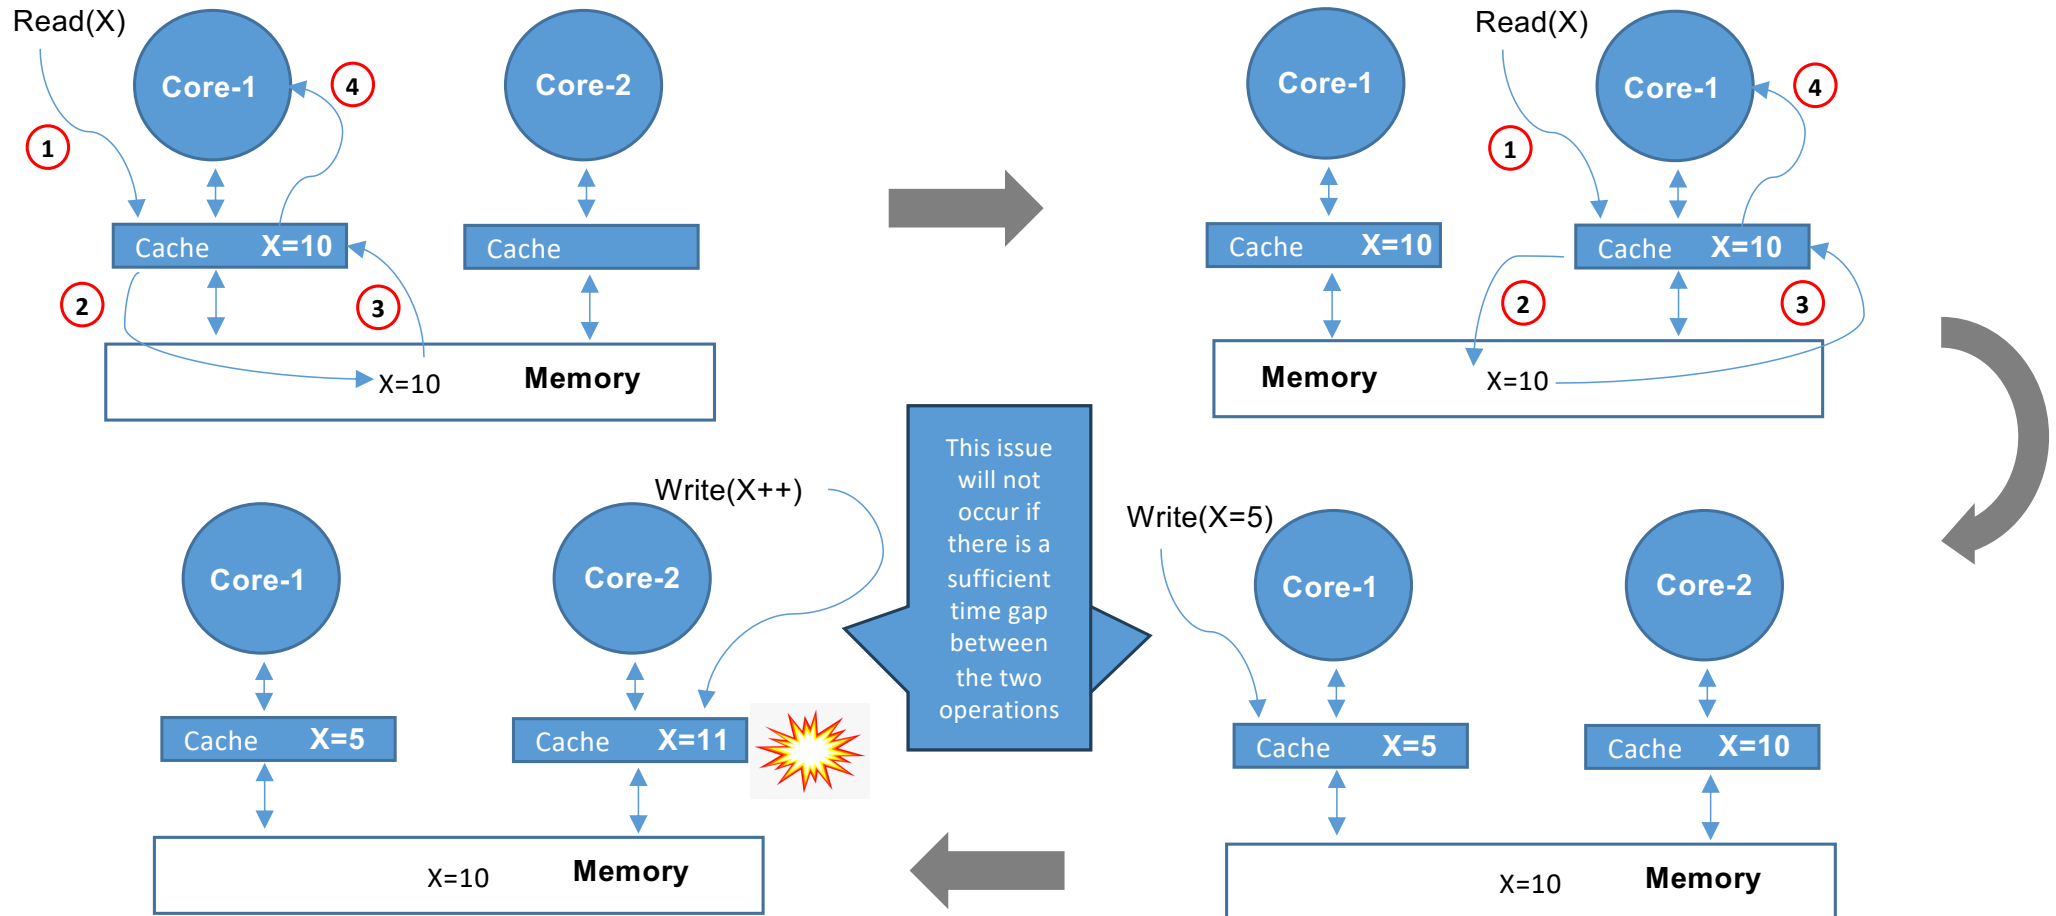 Read(X)
Core-1
4
Core-2
1
Cache X=10
Cache
2
3
X=10 Memory
Read(X)
Core-1
Core-1
4
1
Cache X=10
Cache X=10
2
3
Memory X=10
This issue
will not
occur if
there is a
sufficient
time gap
between
the two
operations
Write(X=5)
Core-1
Core-2
Cache X=5
Cache X=10
X=10 Memory
Write(X++)
Core-1
Core-2
Cache X=5
Cache X=11
X=10 Memory